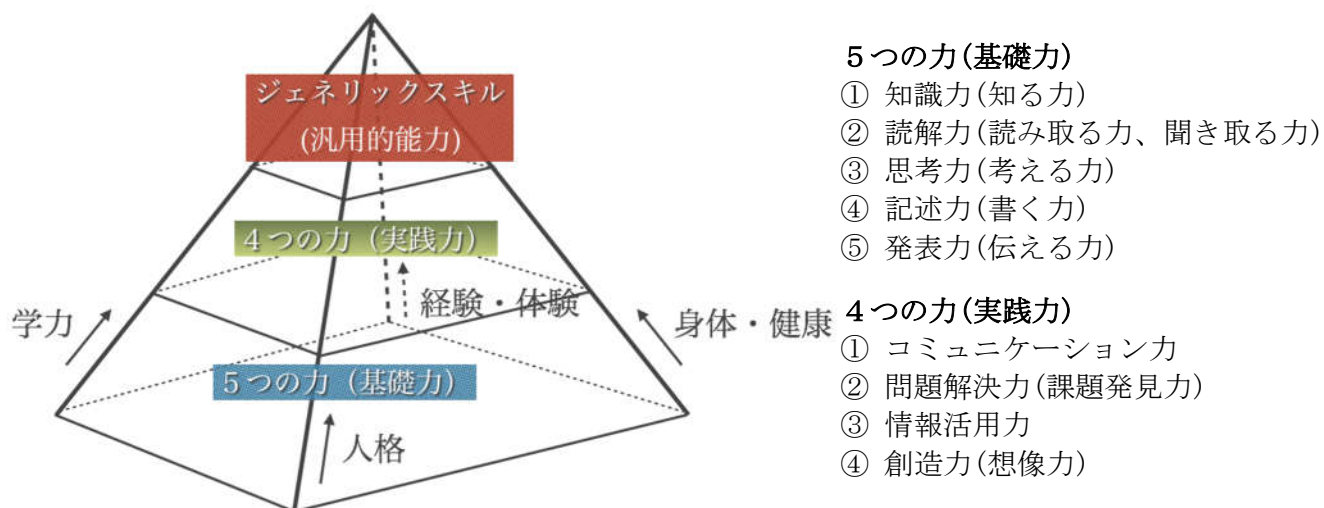 ジェネリックスキル
(汎用的能力)
4つの力 (実践力)
経験・体験
学力
身体・健康
5つの力 (基礎力)
人格
5つの力(基礎力)
① 知識力(知る力)
② 読解力(読み取る力、聞き取る力)
③ 思考力(考える力)
④ 記述力(書く力)
⑤ 発表力(伝える力)
4つの力(実践力)
① コミュニケーション力
② 問題解決力(課題発見力)
③ 情報活用力
④ 創造力(想像力)